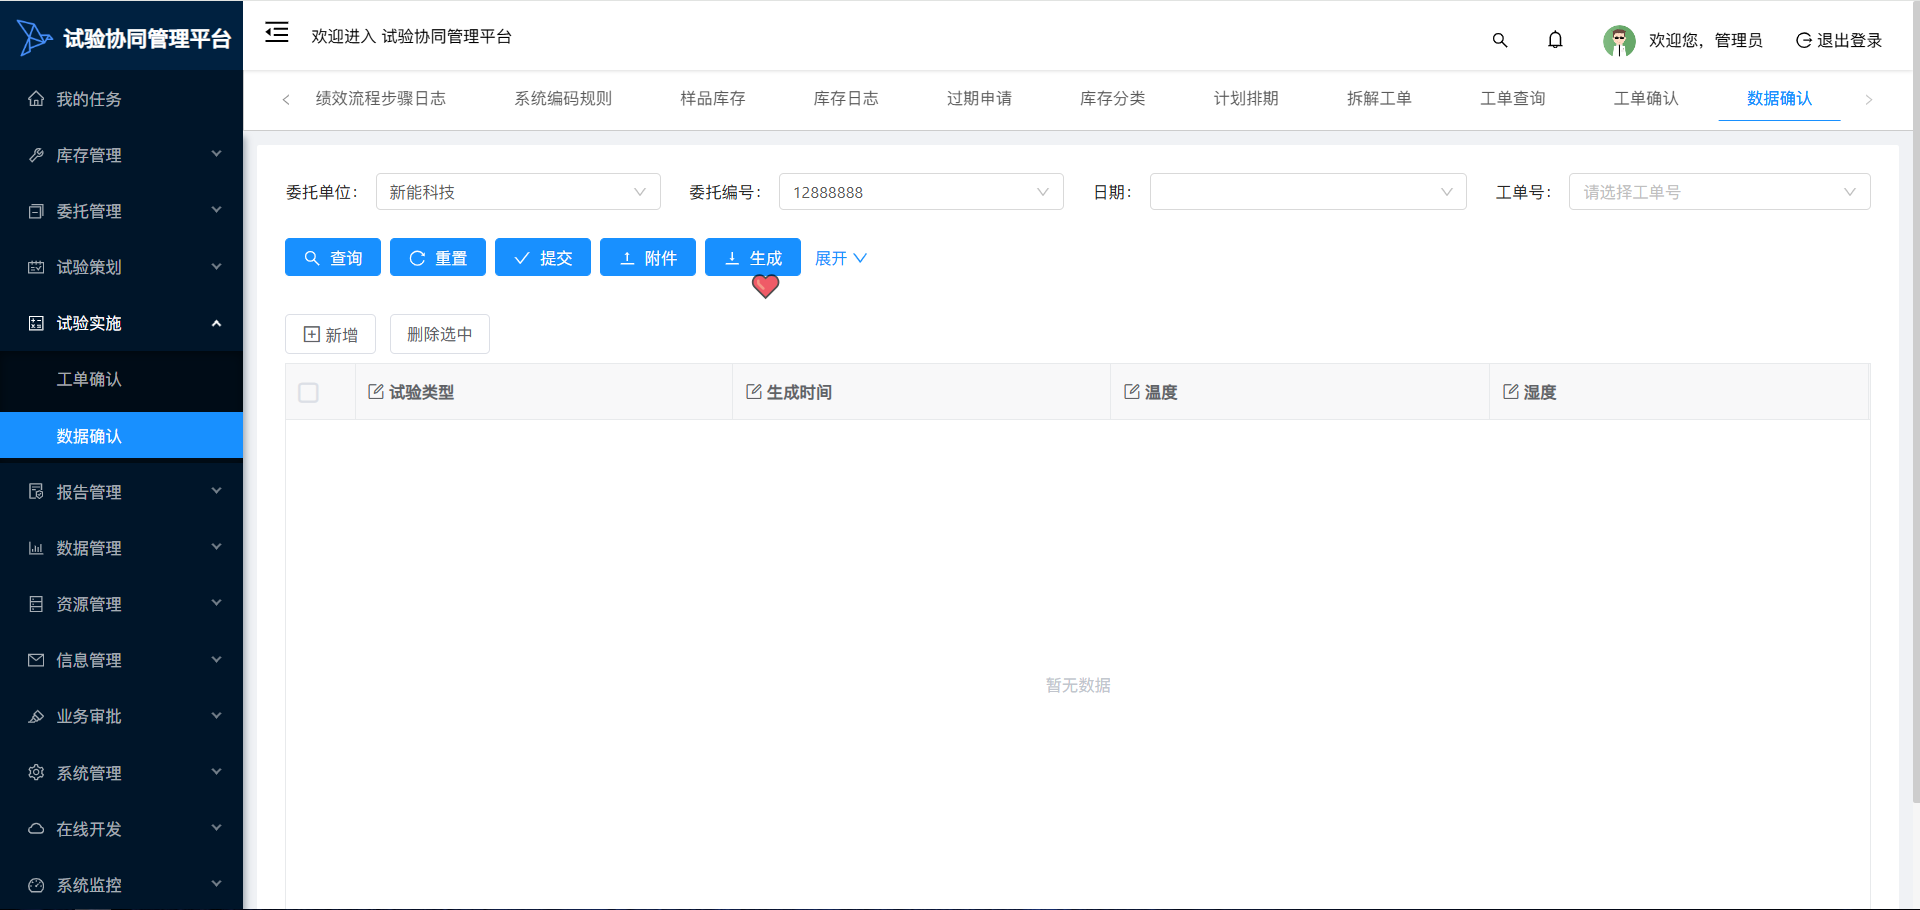 试验协同管理平台
欢迎进入 试验协同管理平台
欢迎您，管理员
退出登录
绩效流程步骤日志
系统编码规则
样品库存
库存日志
过期申请
库存分类
计划排期
拆解工单
工单查询
工单确认
数据确认
我的任务
库存管理
委托管理
试验策划
试验实施
工单确认
数据确认
报告管理
数据管理
资源管理
信息管理
业务审批
系统管理
在线开发
系统监控
委托单位：
新能科技
委托编号：
12888888
日期：
工单号：
请选择工单号
查询
重置
提交
附件
生成
展开
新增
删除选中
试验类型
生成时间
温度
湿度
暂无数据